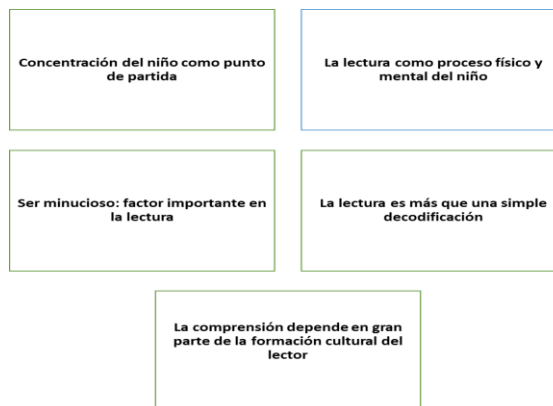 Concentración del niño como punto
de partida
La lectura como proceso físico y
mental del niño
Ser minucioso: factor importante en
la lectura
La lectura es más que una simple
decodificación
La comprensión depende en gran
parte de la formación cultural del
lector